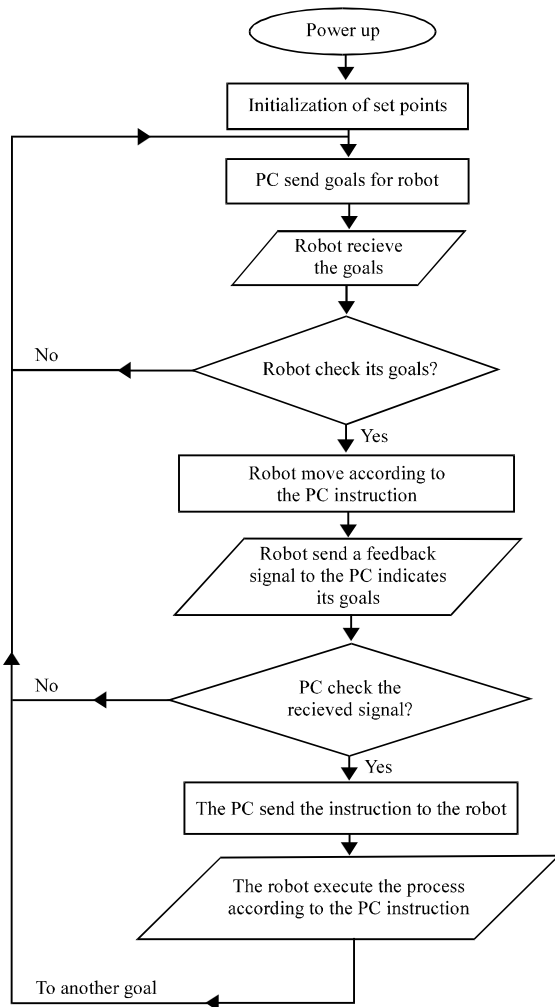 Power up
Initialization of set points
PC send goals for robot
Robot recieve
the goals
No
Robot check its goals?
Yes
Robot move according to
the PC instruction
Robot send a feedback
signal to the PC indicates
its goals
No
PC check the
recieved signal?
Yes
The PC send the instruction to the robot
The robot execute the process
according to the PC instruction
To another goal